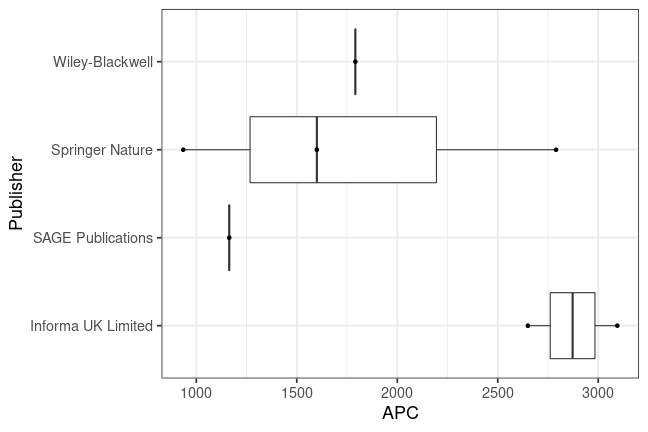 Wiley-Blackwell
Springer Nature
SAGE Publications
Informa UK Limited
Publisher
1000 1500 2000 2500 3000
APC